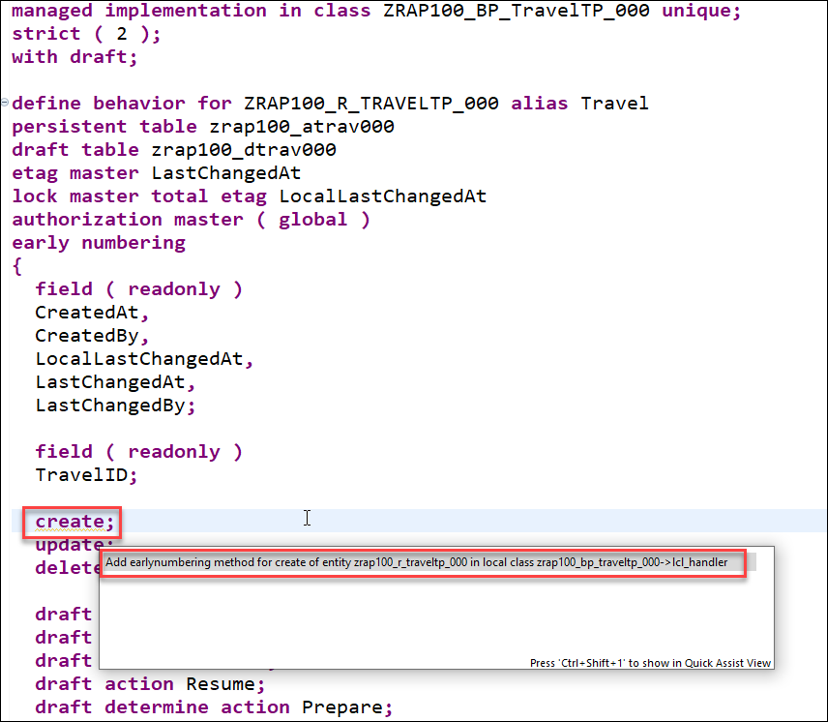 managed implementation in class ZRAP100_BP_TravelTP_000 unique;
strict ( 2 );
with draft;
define behavior for ZRAP100_R_TRAVELTP_000 alias Travel
persistent table zrap100_atrav000
draft table zrap100_dtrav000
etag master LastChangedAt
lock master total etag LocalLastChangedAt
authorization master ( global )
early numbering
{
field ( readonly )
CreatedAt,
CreatedBy,
LocalLastChangedAt,
LastChangedAt,
LastChangedBy;
field ( readonly )
TravelID;
create;
update;
delete
Add earlynumbering method for create of entity zrap100_r_traveltp_000 in local class zrap100_bp_traveltp_000->lcl_handler
draft
draft
draft
Press 'Ctrl+Shift+1' to show in Quick Assist View
draft action Resume;
draft determine action Prepare;